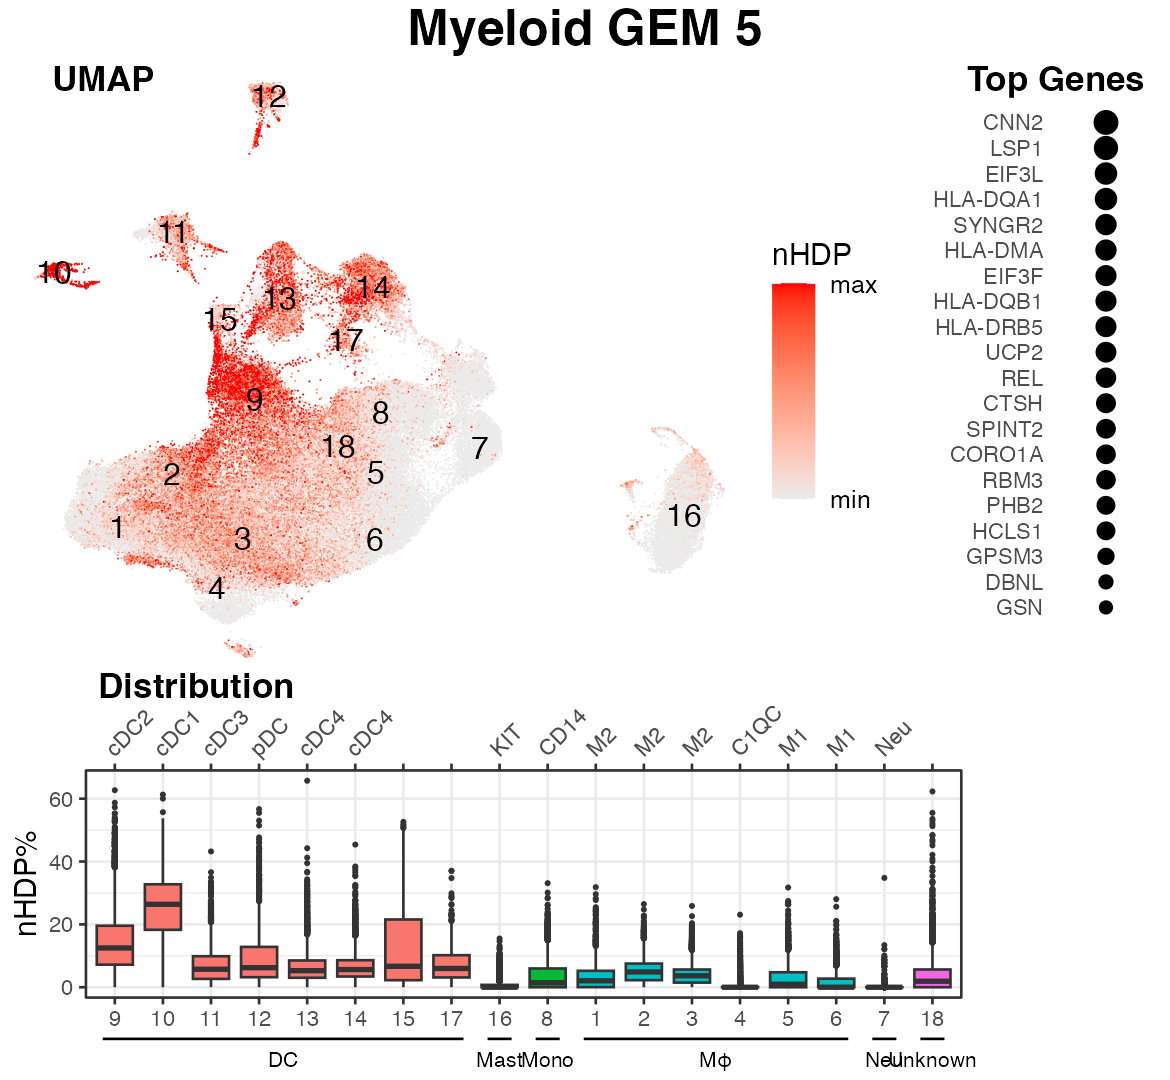 Myeloid GEM 5
UMAP
12
11
10
13
14
15
17
9
8
18
7
2
5
1
3
6
4
16
nHDP
max
min
Top Genes
CNN2
LSP1
EIF3L
HLA-DQA1
SYNGR2
HLA-DMA
EIF3F
HLA-DQB1
HLA-DRB5
UCP2
REL
CTSH
SPINT2
CORO1A
RBM3
PHB2
HCLS1
GPSM3
DBNL
GSN
Distribution
cDC2 cDC1 cDC3 pDC cDC4 cDC4 KIT CD14 M2 M2 M2 C1QC M1 M1 Neu
nHDP%
60
40
20
0
9 10 11 12 13 14 15 17 16 8 1 2 3 4 5 6 7 18
DC Mast Mono Mφ Neu Unknown